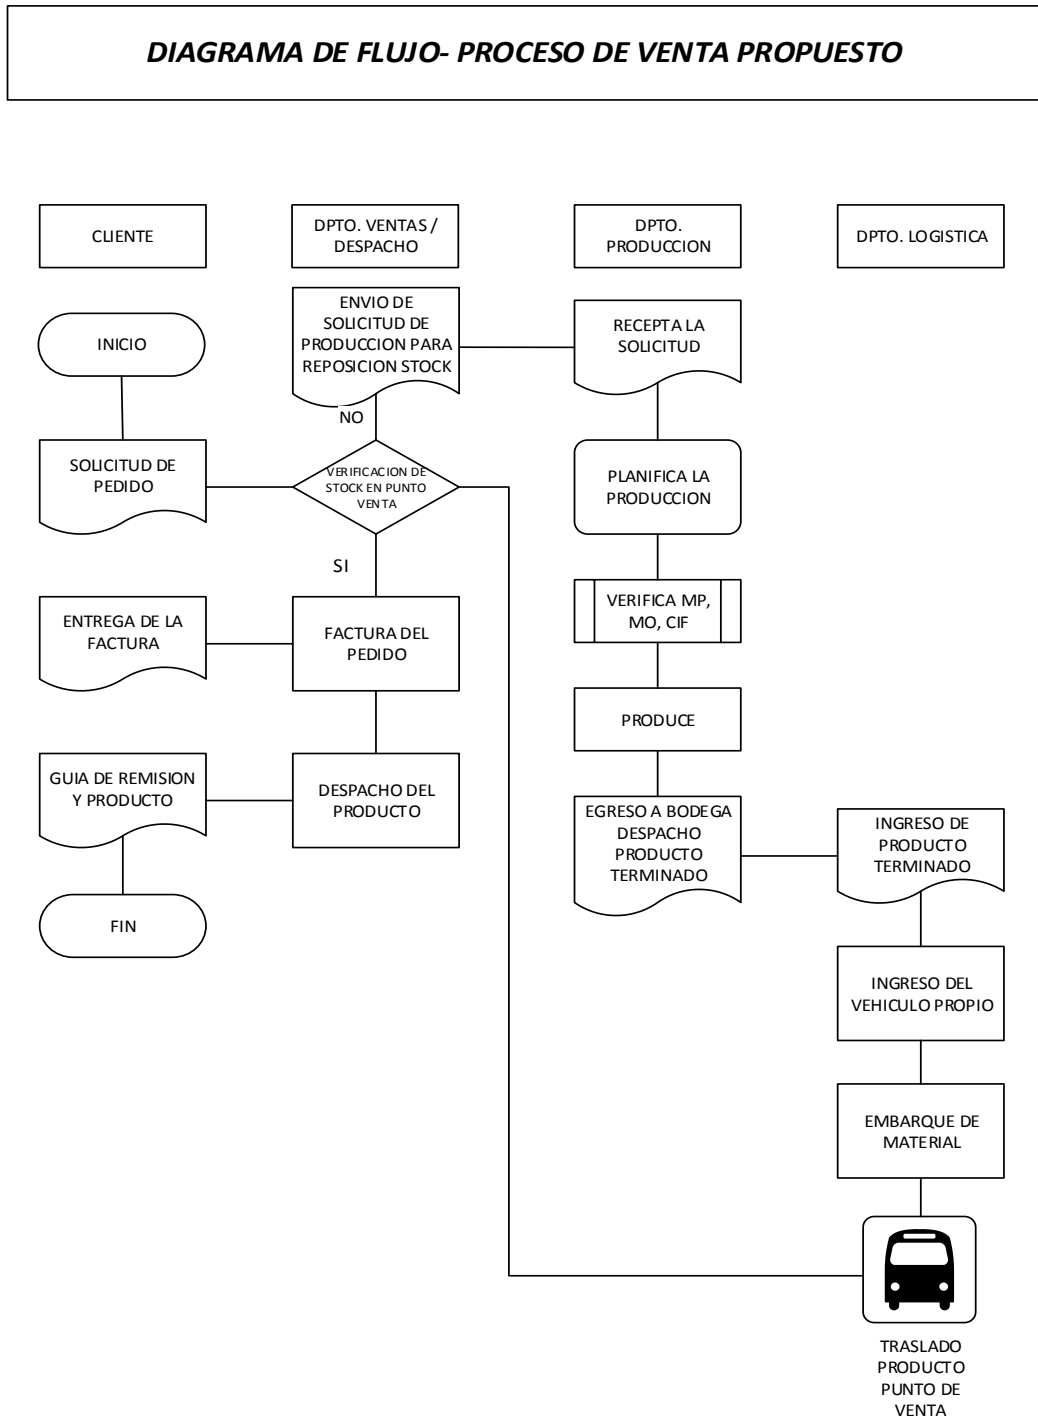 DIAGRAMA DE FLUJO- PROCESO DE VENTA PROPUESTO
CLIENTE
DPTO. VENTAS /
DESPACHO
DPTO.
PRODUCCION
DPTO. LOGISTICA
INICIO
ENVIO DE
SOLICITUD DE
PRODUCCION PARA
REPOSICION STOCK
RECEPTA LA
SOLICITUD
NO
SOLICITUD DE
PEDIDO
VERIFICACION DE
STOCK EN PUNTO
VENTA
PLANIFICA LA
PRODUCCION
SI
ENTREGA DE LA
FACTURA
FACTURA DEL
PEDIDO
VERIFICA MP,
MO, CIF
PRODUCE
GUIA DE REMISION
Y PRODUCTO
DESPACHO DEL
PRODUCTO
EGRESO A BODEGA
DESPACHO
PRODUCTO
TERMINADO
INGRESO DE
PRODUCTO
TERMINADO
FIN
INGRESO DEL
VEHICULO PROPIO
EMBARQUE DE
MATERIAL
TRASLADO
PRODUCTO
PUNTO DE
VENTA